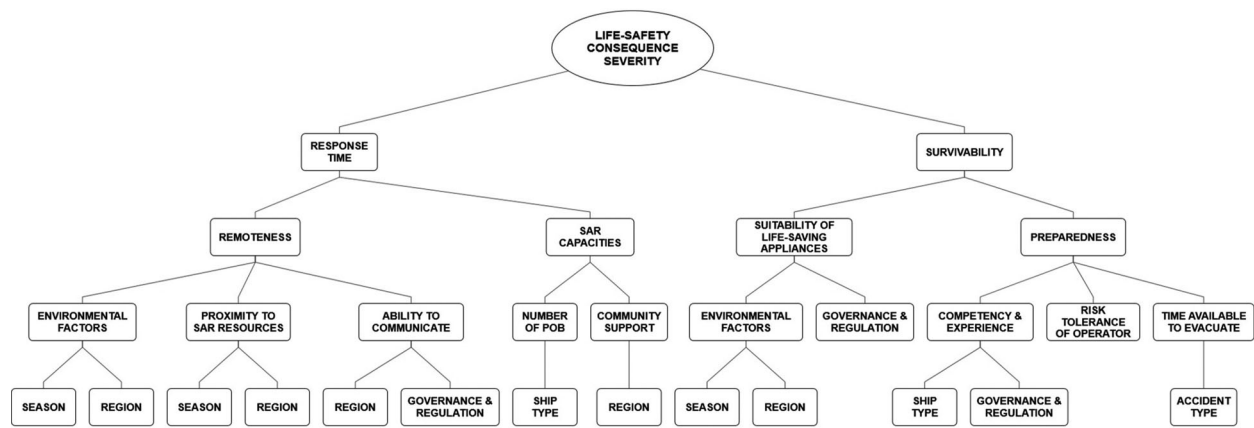 LIFE-SAFETY
CONSEQUENCE
SEVERITY
RESPONSE
TIME
SURVIVABILITY
REMOTENESS
SAR
CAPACITIES
SUITABILITY OF
LIFE-SAVING
APPLIANCES
PREPAREDNESS
ENVIRONMENTAL
FACTORS
PROXIMITY TO
SAR RESOURCES
ABILITY TO
COMMUNICATE
NUMBER
OF POB
COMMUNITY
SUPPORT
ENVIRONMENTAL
FACTORS
GOVERNANCE &
REGULATION
COMPETENCY &
EXPERIENCE
RISK
TOLERANCE
OF OPERATOR
TIME AVAILABLE
TO EVACUATE
SEASON
REGION
SEASON
REGION
REGION
GOVERNANCE &
REGULATION
SHIP
TYPE
REGION
SEASON
REGION
SHIP
TYPE
GOVERNANCE &
REGULATION
ACCIDENT
TYPE